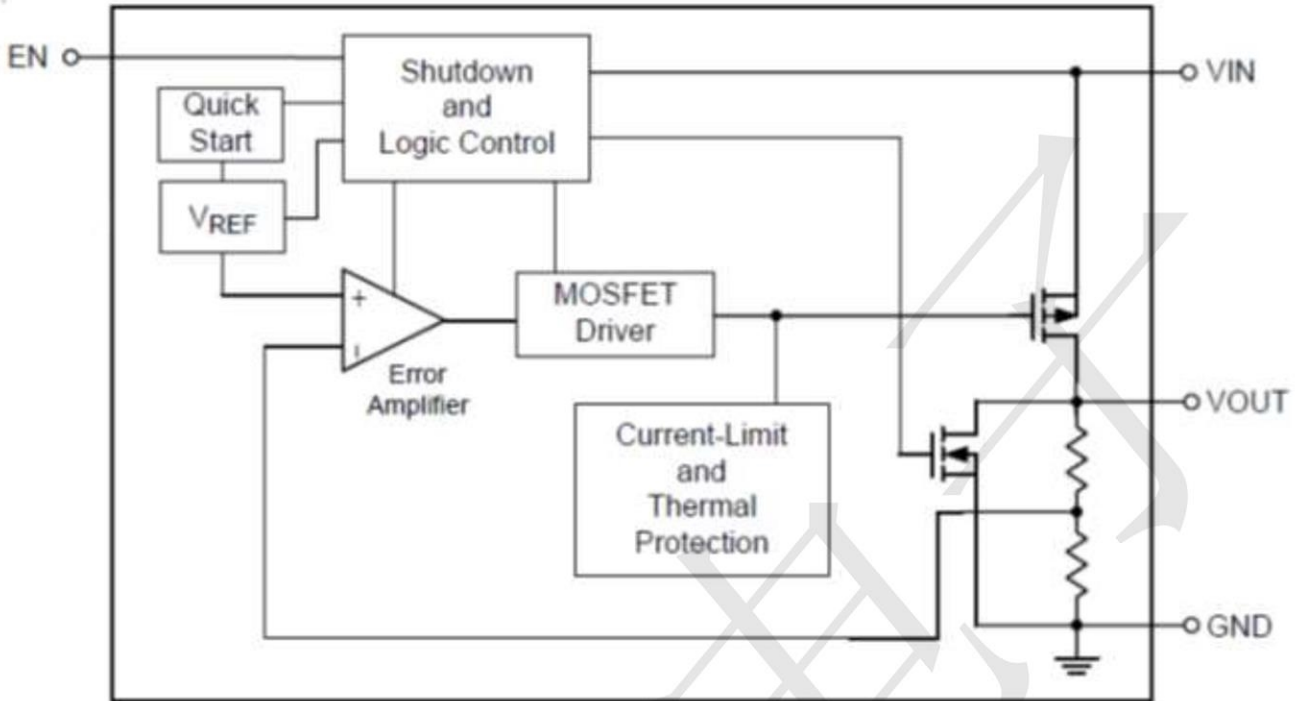 EN
Shutdown
and
Logic Control
VIN
Quick
Start
VREF
+
MOSFET
Driver
Error
Amplifier
VOUT
Current-Limit
and
Thermal
Protection
GND